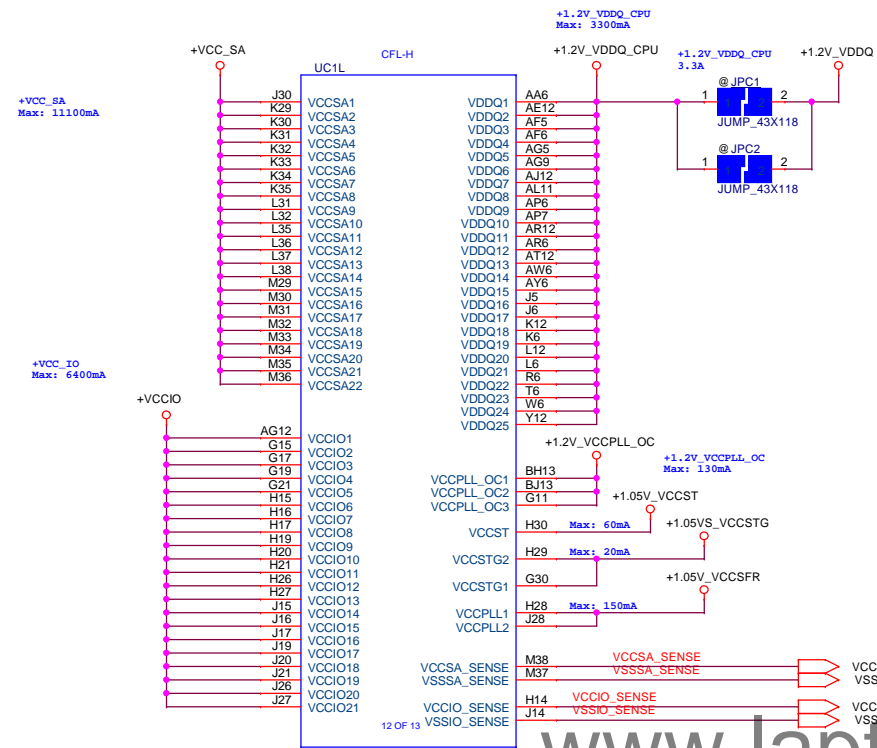 +1.2V_VDDQ_CPU
Max: 3300mA
+VCC_SA
CFL-H
+1.2V_VDDQ_CPU
+1.2V_VDDQ_CPU
3.3A
+1.2V_VDDQ
UC1L
@ JPC1
1 1 2 2
JUMP_43X118
@ JPC2
1 1 2 2
JUMP_43X118
+VCC_SA
Max: 11100mA
J30 VCCSA1 VDDQ1 AA6
K29 VCCSA2 VDDQ2 AE12
K30 VCCSA3 VDDQ3 AF5
K31 VCCSA4 VDDQ4 AF6
K32 VCCSA5 VDDQ5 AG5
K33 VCCSA6 VDDQ6 AG9
K34 VCCSA7 VDDQ7 AJ12
K35 VCCSA8 VDDQ8 AL11
L31 VCCSA9 VDDQ9 AP6
L32 VCCSA10 VDDQ10 AP7
L35 VCCSA11 VDDQ11 AR12
L36 VCCSA12 VDDQ12 AR6
L37 VCCSA13 VDDQ13 AT12
L38 VCCSA14 VDDQ14 AW6
M29 VCCSA15 VDDQ15 AY6
M30 VCCSA16 VDDQ16 J5
M31 VCCSA17 VDDQ17 J6
M32 VCCSA18 VDDQ18 K12
M33 VCCSA19 VDDQ19 K6
M34 VCCSA20 VDDQ20 L12
M35 VCCSA21 VDDQ21 L6
M36 VCCSA22 VDDQ22 R6
VDDQ23 T6
VDDQ24 W6
VDDQ25 Y12
+VCC_IO
Max: 6400mA
+VCCIO
AG12 VCCIO1
G15 VCCIO2
G17 VCCIO3
G19 VCCIO4
G21 VCCIO5
H15 VCCIO6
H16 VCCIO7
H17 VCCIO8
H19 VCCIO9
H20 VCCIO10
H21 VCCIO11
H26 VCCIO12
H27 VCCIO13
J15 VCCIO14
J16 VCCIO15
J17 VCCIO16
J19 VCCIO17
J20 VCCIO18
J21 VCCIO19
J26 VCCIO20
J27 VCCIO21
+1.2V_VCCPLL_OC
+1.2V_VCCPLL_OC
Max: 130mA
VCCPLL_OC1 BH13
VCCPLL_OC2 BJ13
VCCPLL_OC3 G11
+1.05V_VCCST
VCCST H30 Max: 60mA
+1.05VS_VCCSTG
VCCSTG2 H29 Max: 20mA
VCCSTG1 G30
+1.05V_VCCSFR
VCCPLL1 H28 Max: 150mA
VCCPLL2 J28
VCCSA_SENSE M38 VCCSA_SENSE VCC
VSSSA_SENSE M37 VSSSA_SENSE VSS
VCCIO_SENSE H14 VCCIO_SENSE VCC
VSSIO_SENSE J14 VSSIO_SENSE VSS
12 OF 13
www.lapt